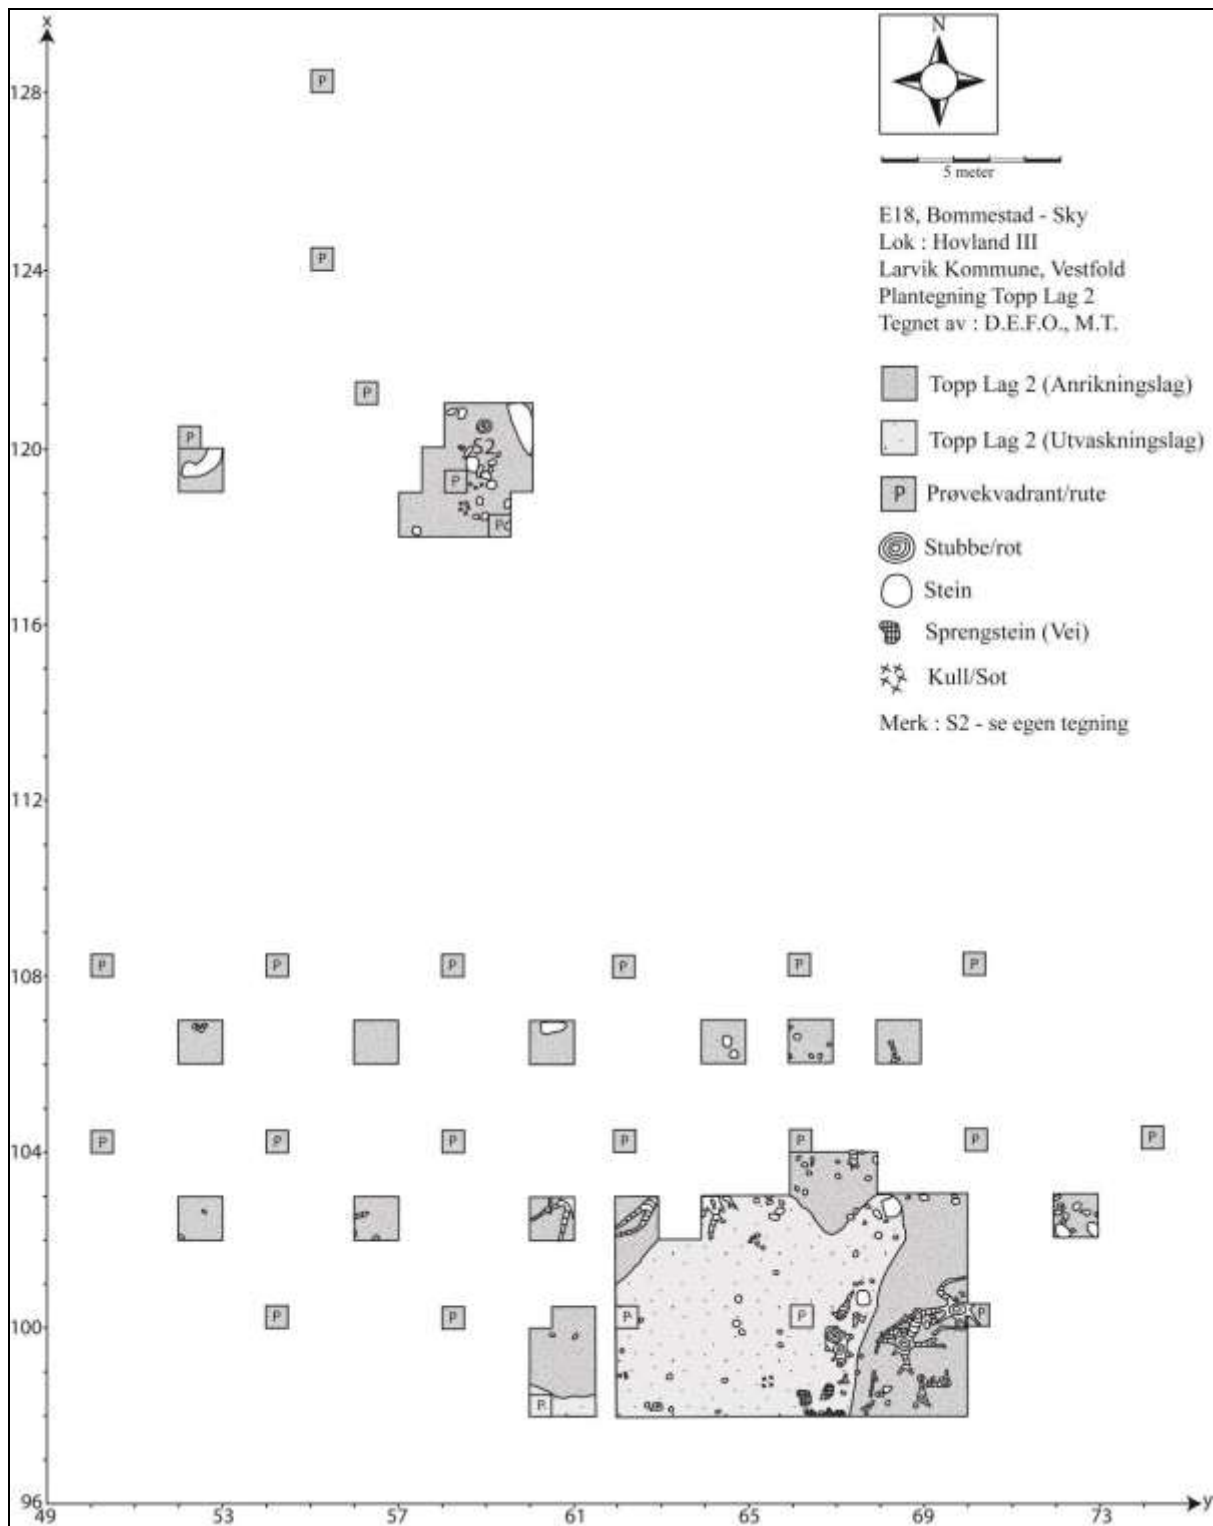 x
N
128
P
5 meter
E18, Bommestad - Sky
Lok : Hovland III
Larvik Kommune, Vestfold
Plantegning Topp Lag 2
Tegnet av : D.E.F.O., M.T.
124
P
P
Topp Lag 2 (Anrikningslag)
120
P
S2
Topp Lag 2 (Utvaskningslag)
P
P
P Prøvekvadrant/rute
Stubbe/rot
Stein
116
Sprengstein (Vei)
Kull/Sot
Merk : S2 - se egen tegning
112
108
P P P P P P
104
P P P P P P P
100
P P P P P
P
96
49 53 57 61 65 69 73 y